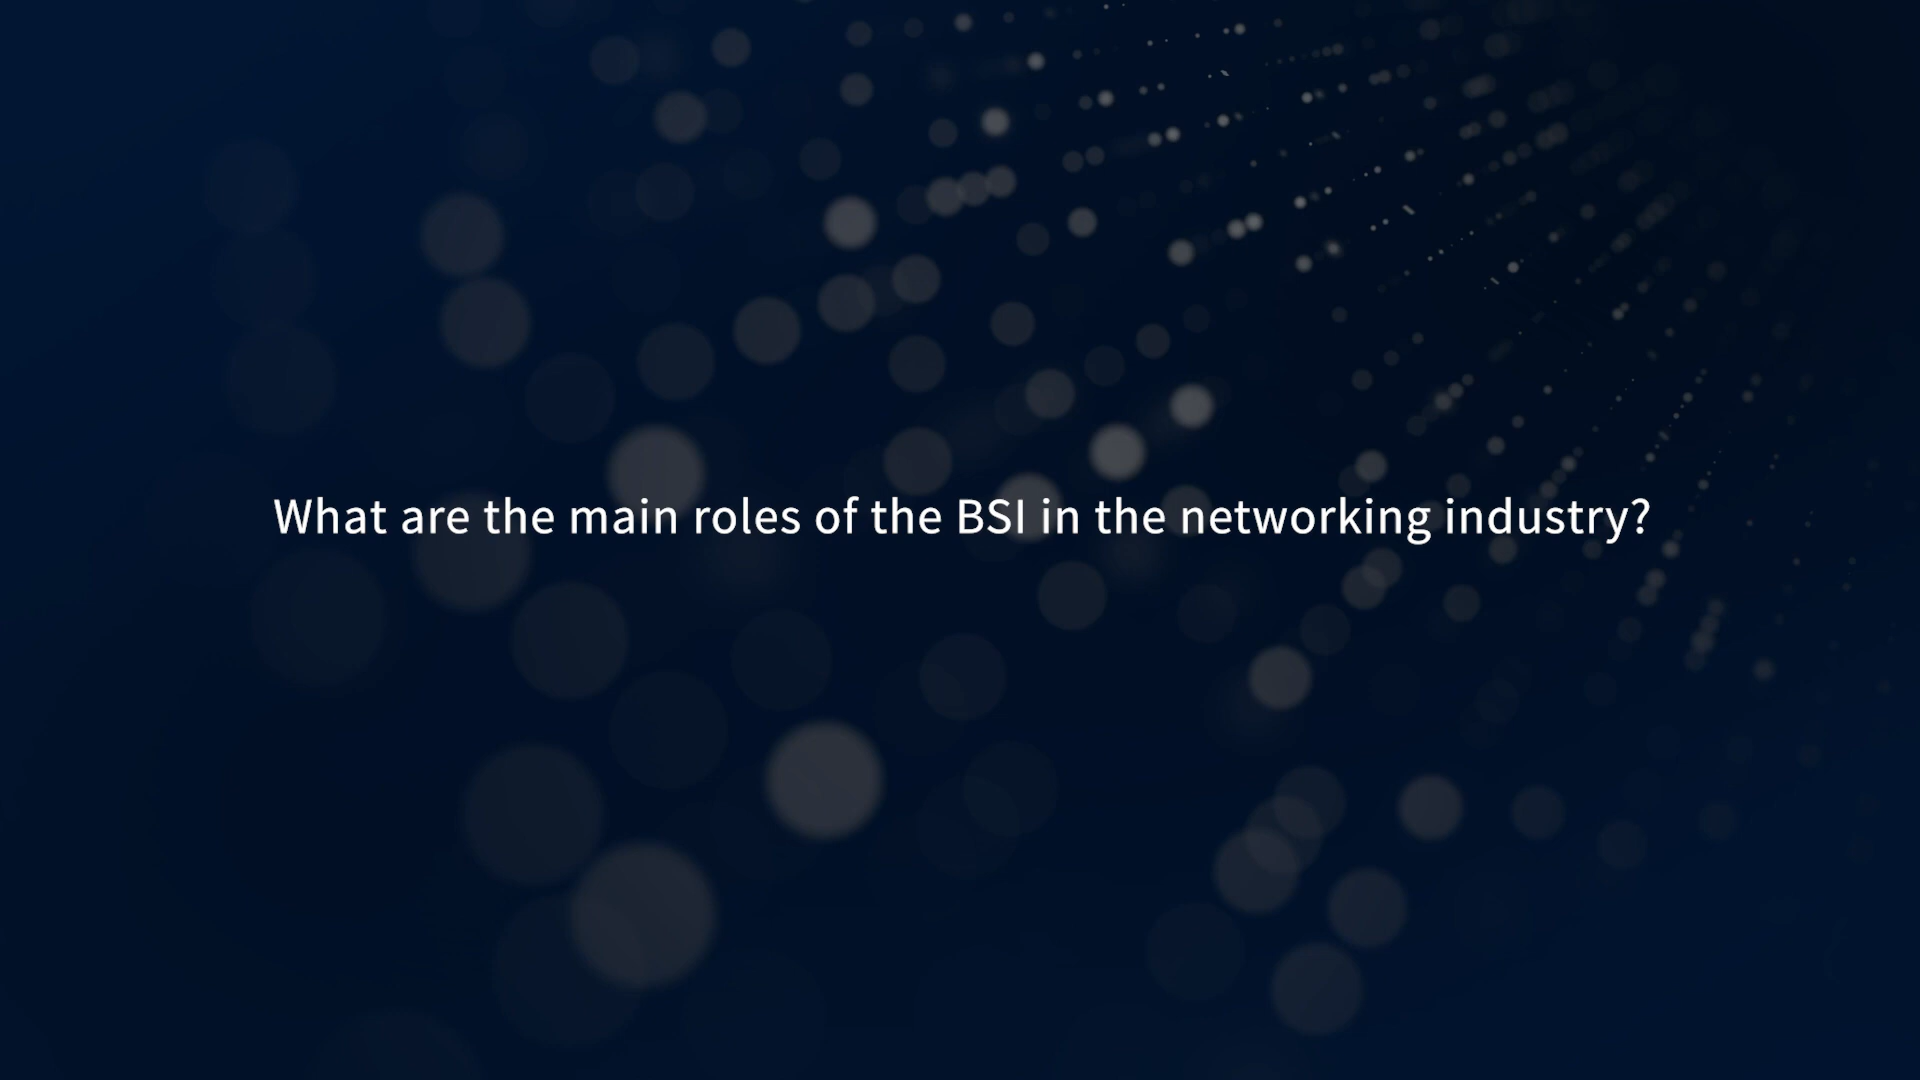 What are the main roles of the BSI in the networking industry?